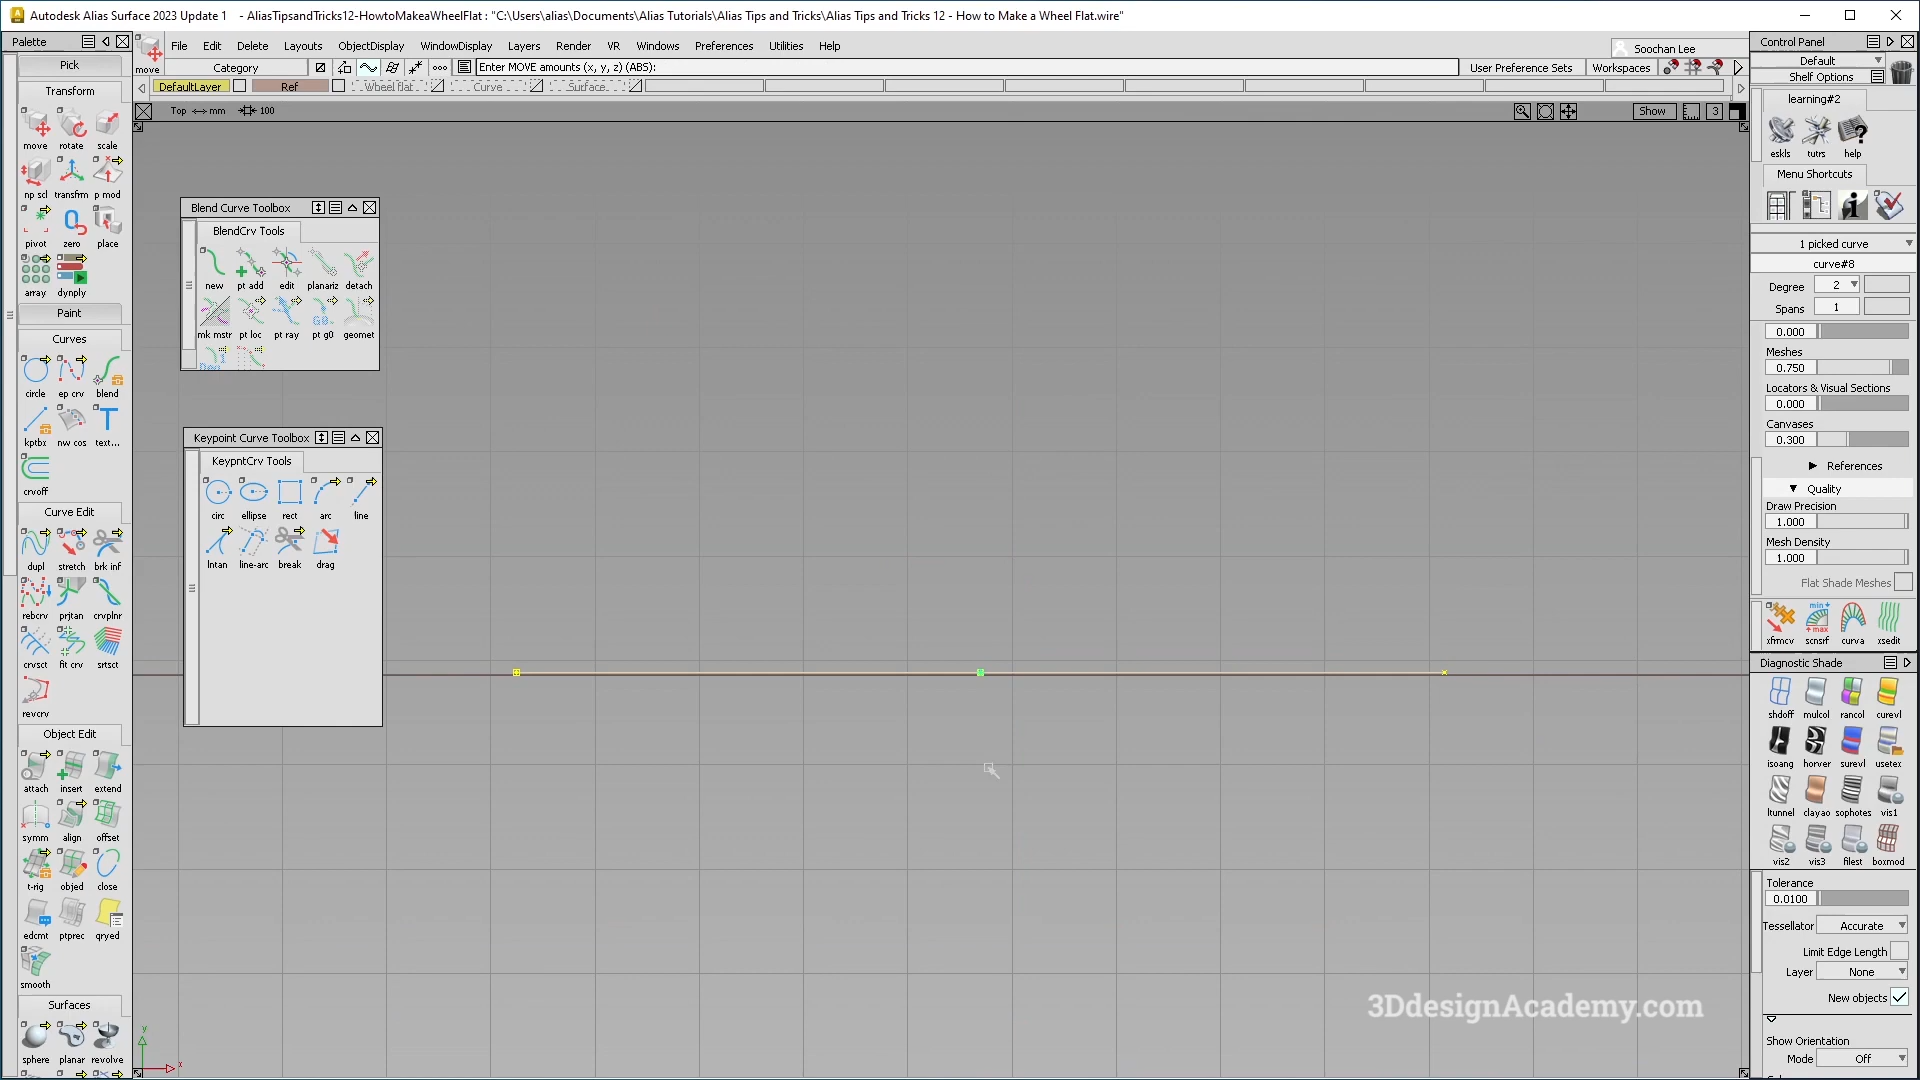 Autodesk Alias Surface 2023 Update 1 - AliasTipsandTricks12-HowtoMakeaWheelFlat : "C:\Users\alias\Documents\Alias Tutorials\Alias Tips and Tricks\Alias Tips and Tricks 12 - How to Make a Wheel Flat.wire"
Palette
File Edit Delete Layouts ObjectDisplay WindowDisplay Layers Render VR Windows Preferences Utilities Help
Soochan Lee
move
Category
Enter MOVE amounts (x, y, z) (ABS):
User Preference Sets
Workspaces
DefaultLayer
Ref
Wheel flat
Curve
Surface
Top mm 100
Show
3
Pick
Transform
move rotate scale
np scl transfrm p mod
pivot zero place
array dynply
Paint
Curves
circle ep crv blend
kptbx nw cos text...
crvoff
Curve Edit
dupl stretch brk inf
rebcrv prjtan crvplnr
crvsct fit crv srtsct
revcrv
Object Edit
attach insert extend
symm align offset
t-rig objed close
edcmt ptprec qryed
smooth
Surfaces
sphere planar revolve
Blend Curve Toolbox
BlendCrv Tools
new pt add edit planariz detach
mk mstr pt loc pt ray pt g0 geomet
Keypoint Curve Toolbox
KeypntCrv Tools
circ ellipse rect arc line
lntan line-arc break drag
y
x
3DdesignAcademy.com
Control Panel
Default
Shelf Options
learning#2
eskls tutrs help
Menu Shortcuts
1 picked curve
curve#8
Degree 2
Spans 1
0.000
Meshes
0.750
Locators & Visual Sections
0.000
Canvases
0.300
References
Quality
Draw Precision
1.000
Mesh Density
1.000
Flat Shade Meshes
xfrmcv scnsrf curva xsedit
Diagnostic Shade
shdoff mulcol rancol curevl
isoang horver surevl usetex
ltunnel clayao sophotes vis1
vis2 vis3 filest boxmod
Tolerance
0.0100
Tessellator Accurate
Limit Edge Length
Layer None
New objects
Show Orientation
Mode Off